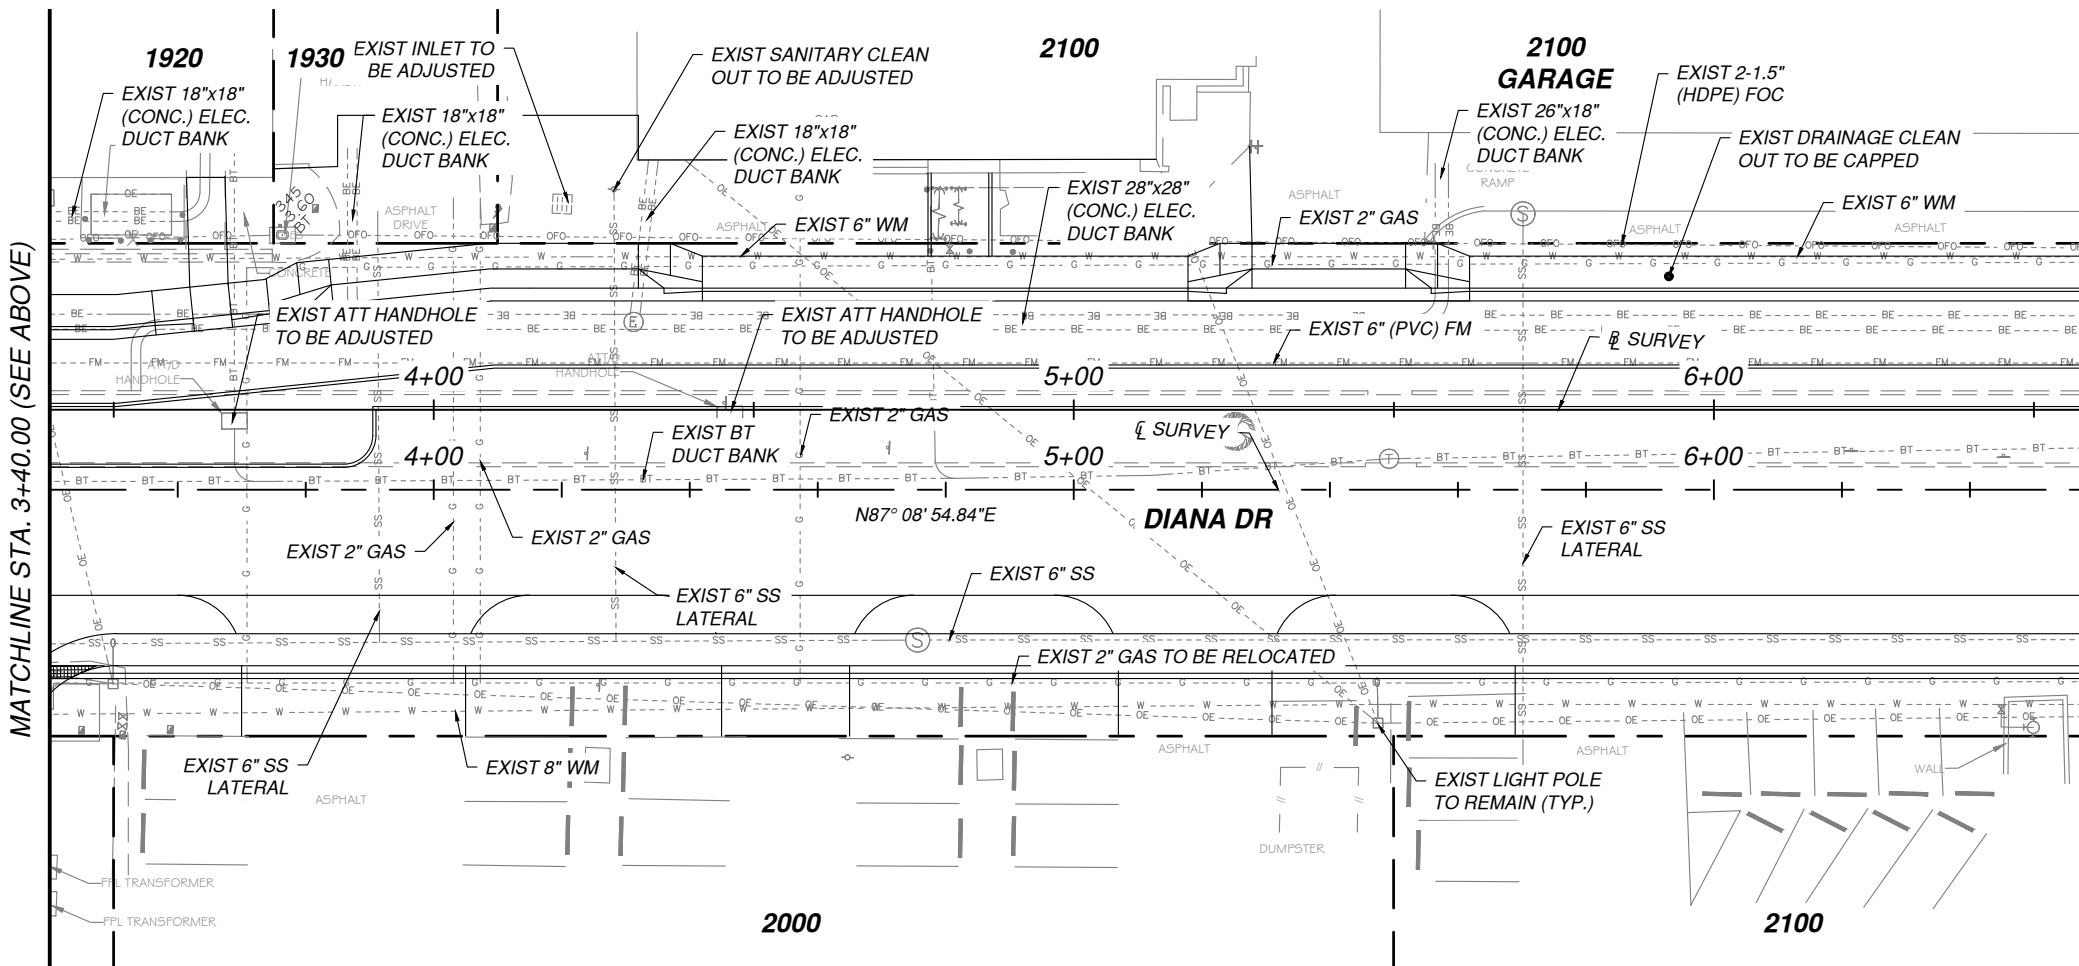 MATCHLINE STA. 3+40.00 (SEE ABOVE)
1920
1930
EXIST INLET TO
BE ADJUSTED
EXIST SANITARY CLEAN
OUT TO BE ADJUSTED
2100
2100
GARAGE
EXIST 2-1.5"
(HDPE) FOC
EXIST 18"x18"
(CONC.) ELEC.
DUCT BANK
EXIST 18"x18"
(CONC.) ELEC.
DUCT BANK
EXIST 18"x18"
(CONC.) ELEC.
DUCT BANK
EXIST 26"x18"
(CONC.) ELEC.
DUCT BANK
EXIST DRAINAGE CLEAN
OUT TO BE CAPPED
CONCRETE
RAMP
EXIST 28"x28"
(CONC.) ELEC.
DUCT BANK
ASPHALT
DRIVE
ASPHALT
EXIST 6" WM
ASPHALT
EXIST 2" GAS
EXIST 6" WM
ASPHALT
ASPHALT
CONCRETE
EXIST ATT HANDHOLE
TO BE ADJUSTED
EXIST ATT HANDHOLE
TO BE ADJUSTED
EXIST 6" (PVC) FM
SURVEY
ATT/D
HANDHOLE
HANDHOLE
4+00
5+00
6+00
EXIST 2" GAS
EXIST BT
DUCT BANK
℄ SURVEY
4+00
5+00
6+00
N87° 08' 54.84"E
DIANA DR
EXIST 2" GAS
EXIST 2" GAS
EXIST 6" SS
LATERAL
EXIST 6" SS
EXIST 6" SS
LATERAL
EXIST 2" GAS TO BE RELOCATED
EXIST 6" SS
LATERAL
EXIST 8" WM
ASPHALT
ASPHALT
ASPHALT
WALL
EXIST LIGHT POLE
TO REMAIN (TYP.)
DUMPSTER
FPL TRANSFORMER
FPL TRANSFORMER
2000
2100